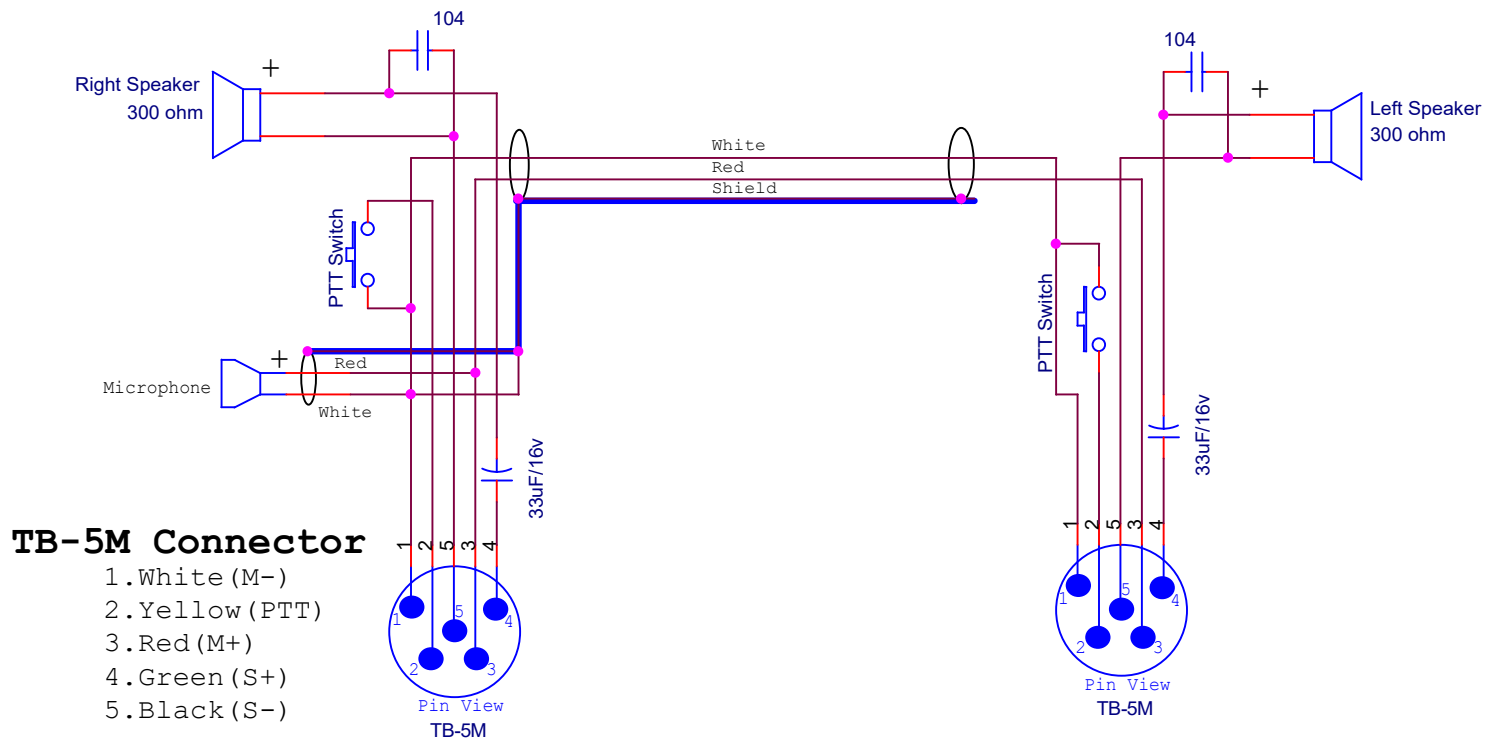 104
+
Right Speaker
300 ohm
104
+
Left Speaker
300 ohm
White
Red
Shield
PTT Switch
PTT Switch
+
Red
Microphone
White
33uF/16v
33uF/16v
TB-5M Connector
1.White(M-)
2.Yellow(PTT)
3.Red(M+)
4.Green(S+)
5.Black(S-)
1 2 5 3 4
1
5
4
2
3
Pin View
TB-5M
1 2 5 3 4
1
5
4
2
3
Pin View
TB-5M